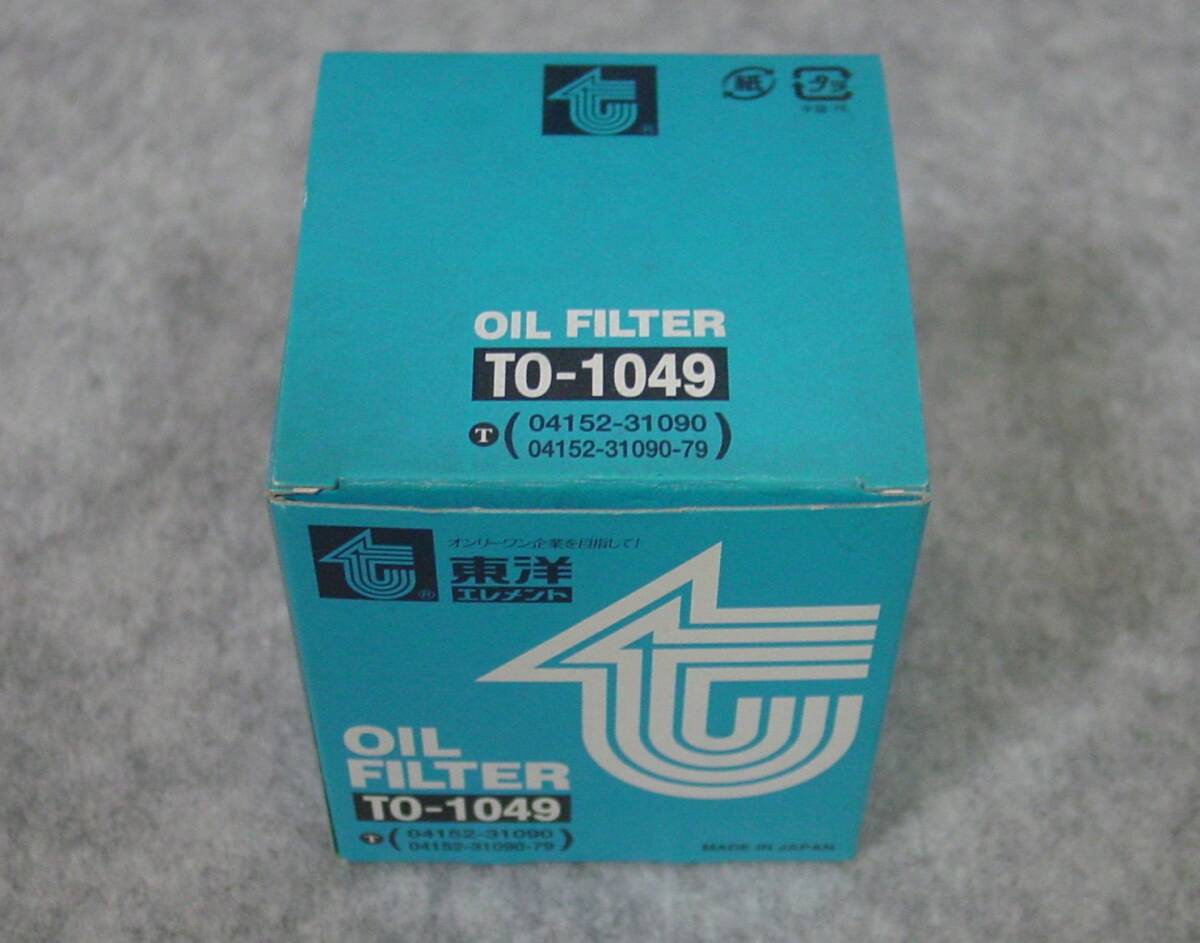 紙
プラ
OIL FILTER
TO-1049
T ( 04152-31090
04152-31090-79 )
オンリーワン企業を目指して!
東洋
エレメント
®
OIL
FILTER
TO-1049
T ( 04152-31090
04152-31090-79 )
MADE IN JAPAN